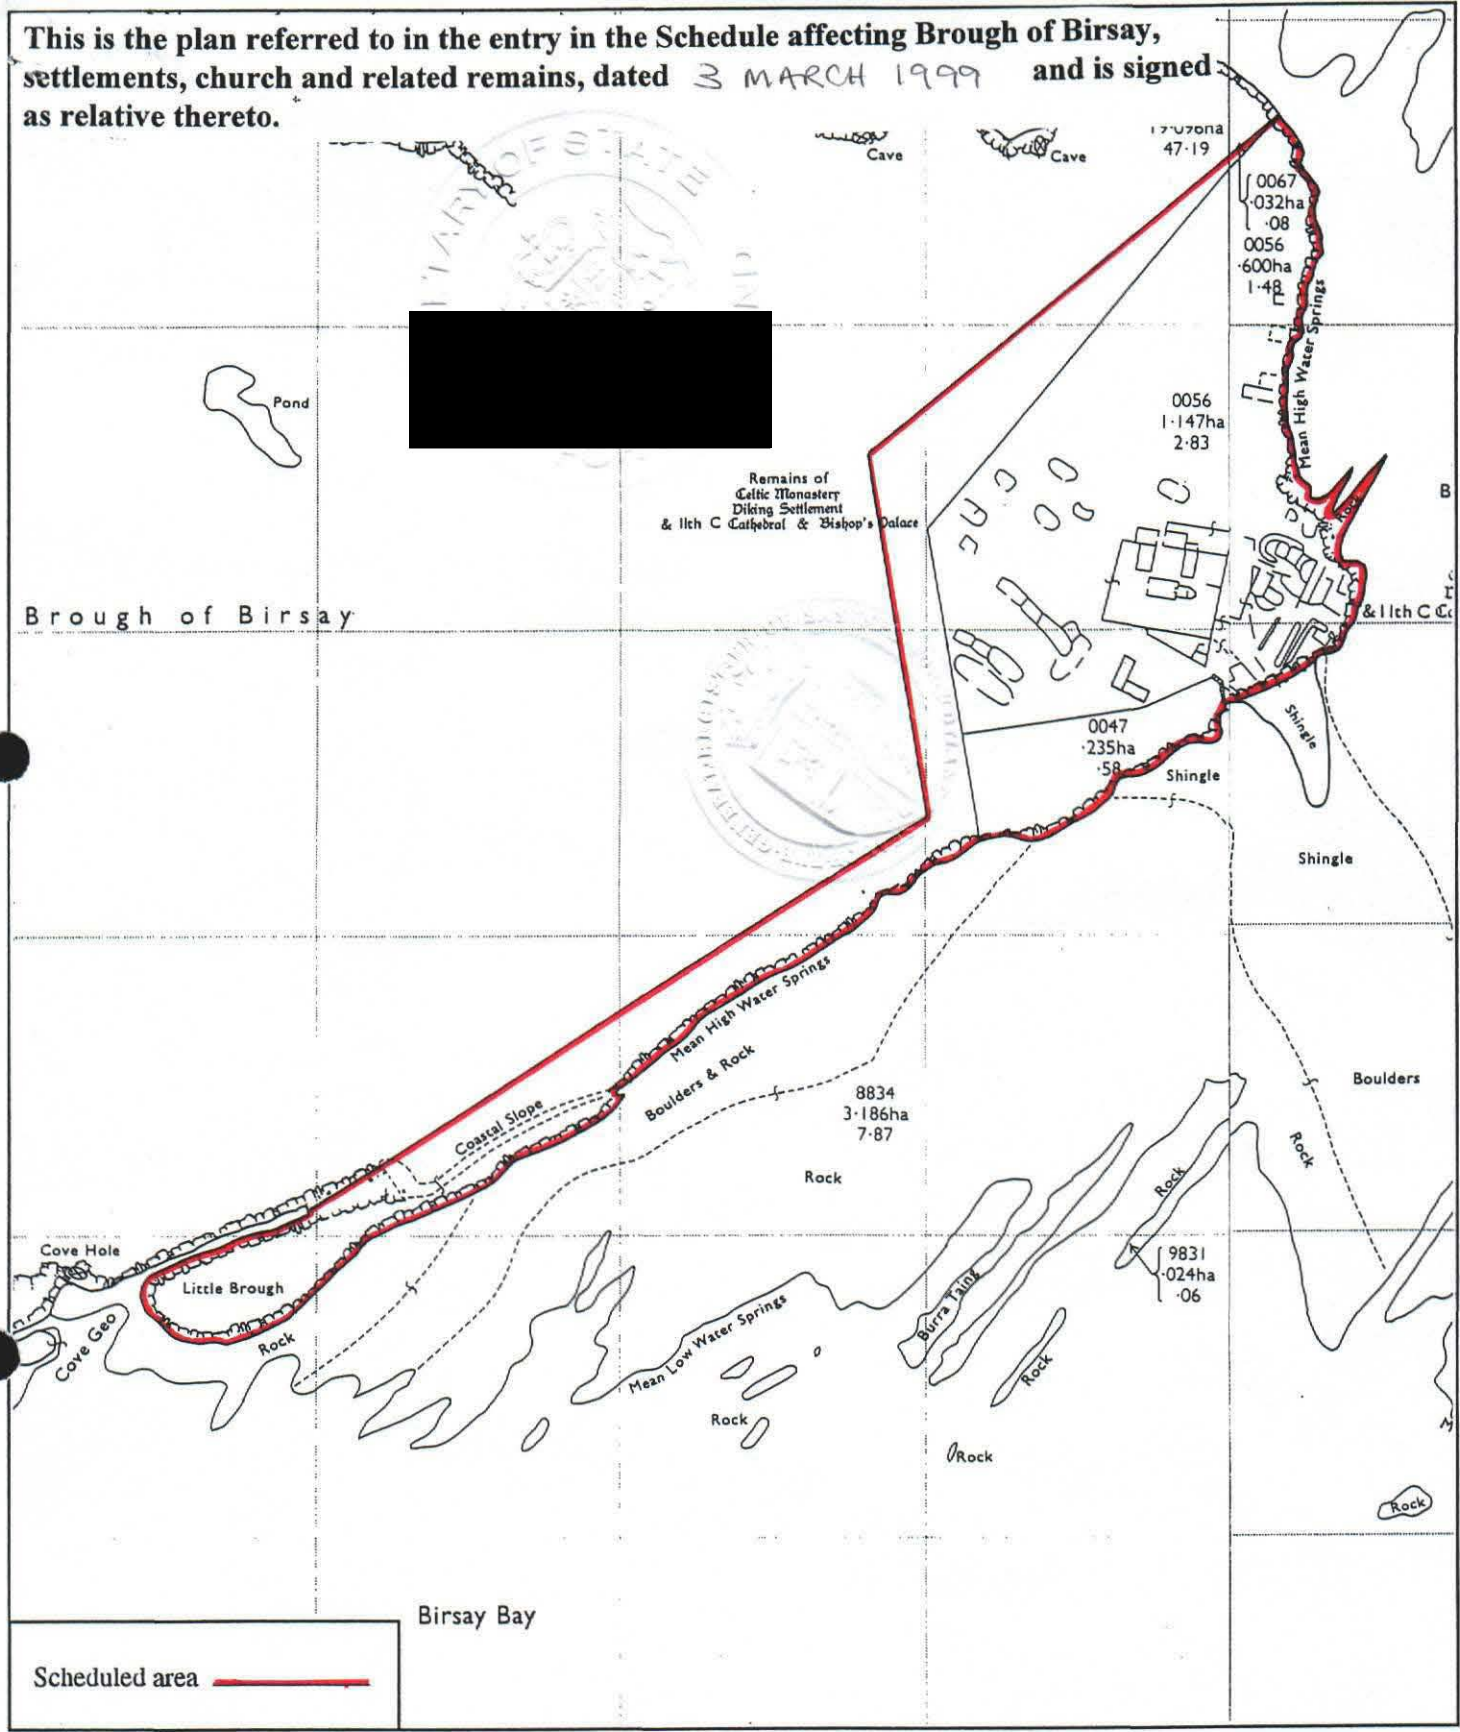 This is the plan referred to in the entry in the Schedule affecting Brough of Birsay,
settlements, church and related remains, dated 3 MARCH 1999 and is signed
as relative thereto.
Cave
Cave
47·19
0067
·032ha
·08
0056
·600ha
1·48
Mean High Water Springs
Pond
0056
1·147ha
2·83
Remains of
Celtic Monastery
Viking Settlement
& 11th C Cathedral & Bishop's Palace
B
Rock
Brough of Birsay
& 11th C
0047
·235ha
·58
Shingle
Shingle
Shingle
Mean High Water Springs
Boulders & Rock
Coastal Slope
8834
3·186ha
7·87
Boulders
Rock
Rock
Rock
Cove Hole
Little Brough
9831
·024ha
·06
Burra Taing
Cove Geo
Rock
Mean Low Water Springs
Rock
Rock
Rock
Rock
Birsay Bay
Scheduled area